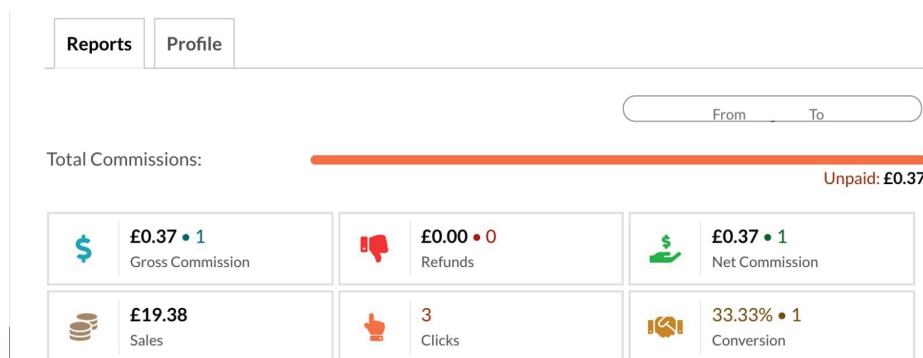 Reports Profile
From - To
Total Commissions:
Unpaid: £0.37
£0.37 • 1
Gross Commission
£0.00 • 0
Refunds
£0.37 • 1
Net Commission
£19.38
Sales
3
Clicks
33.33% • 1
Conversion